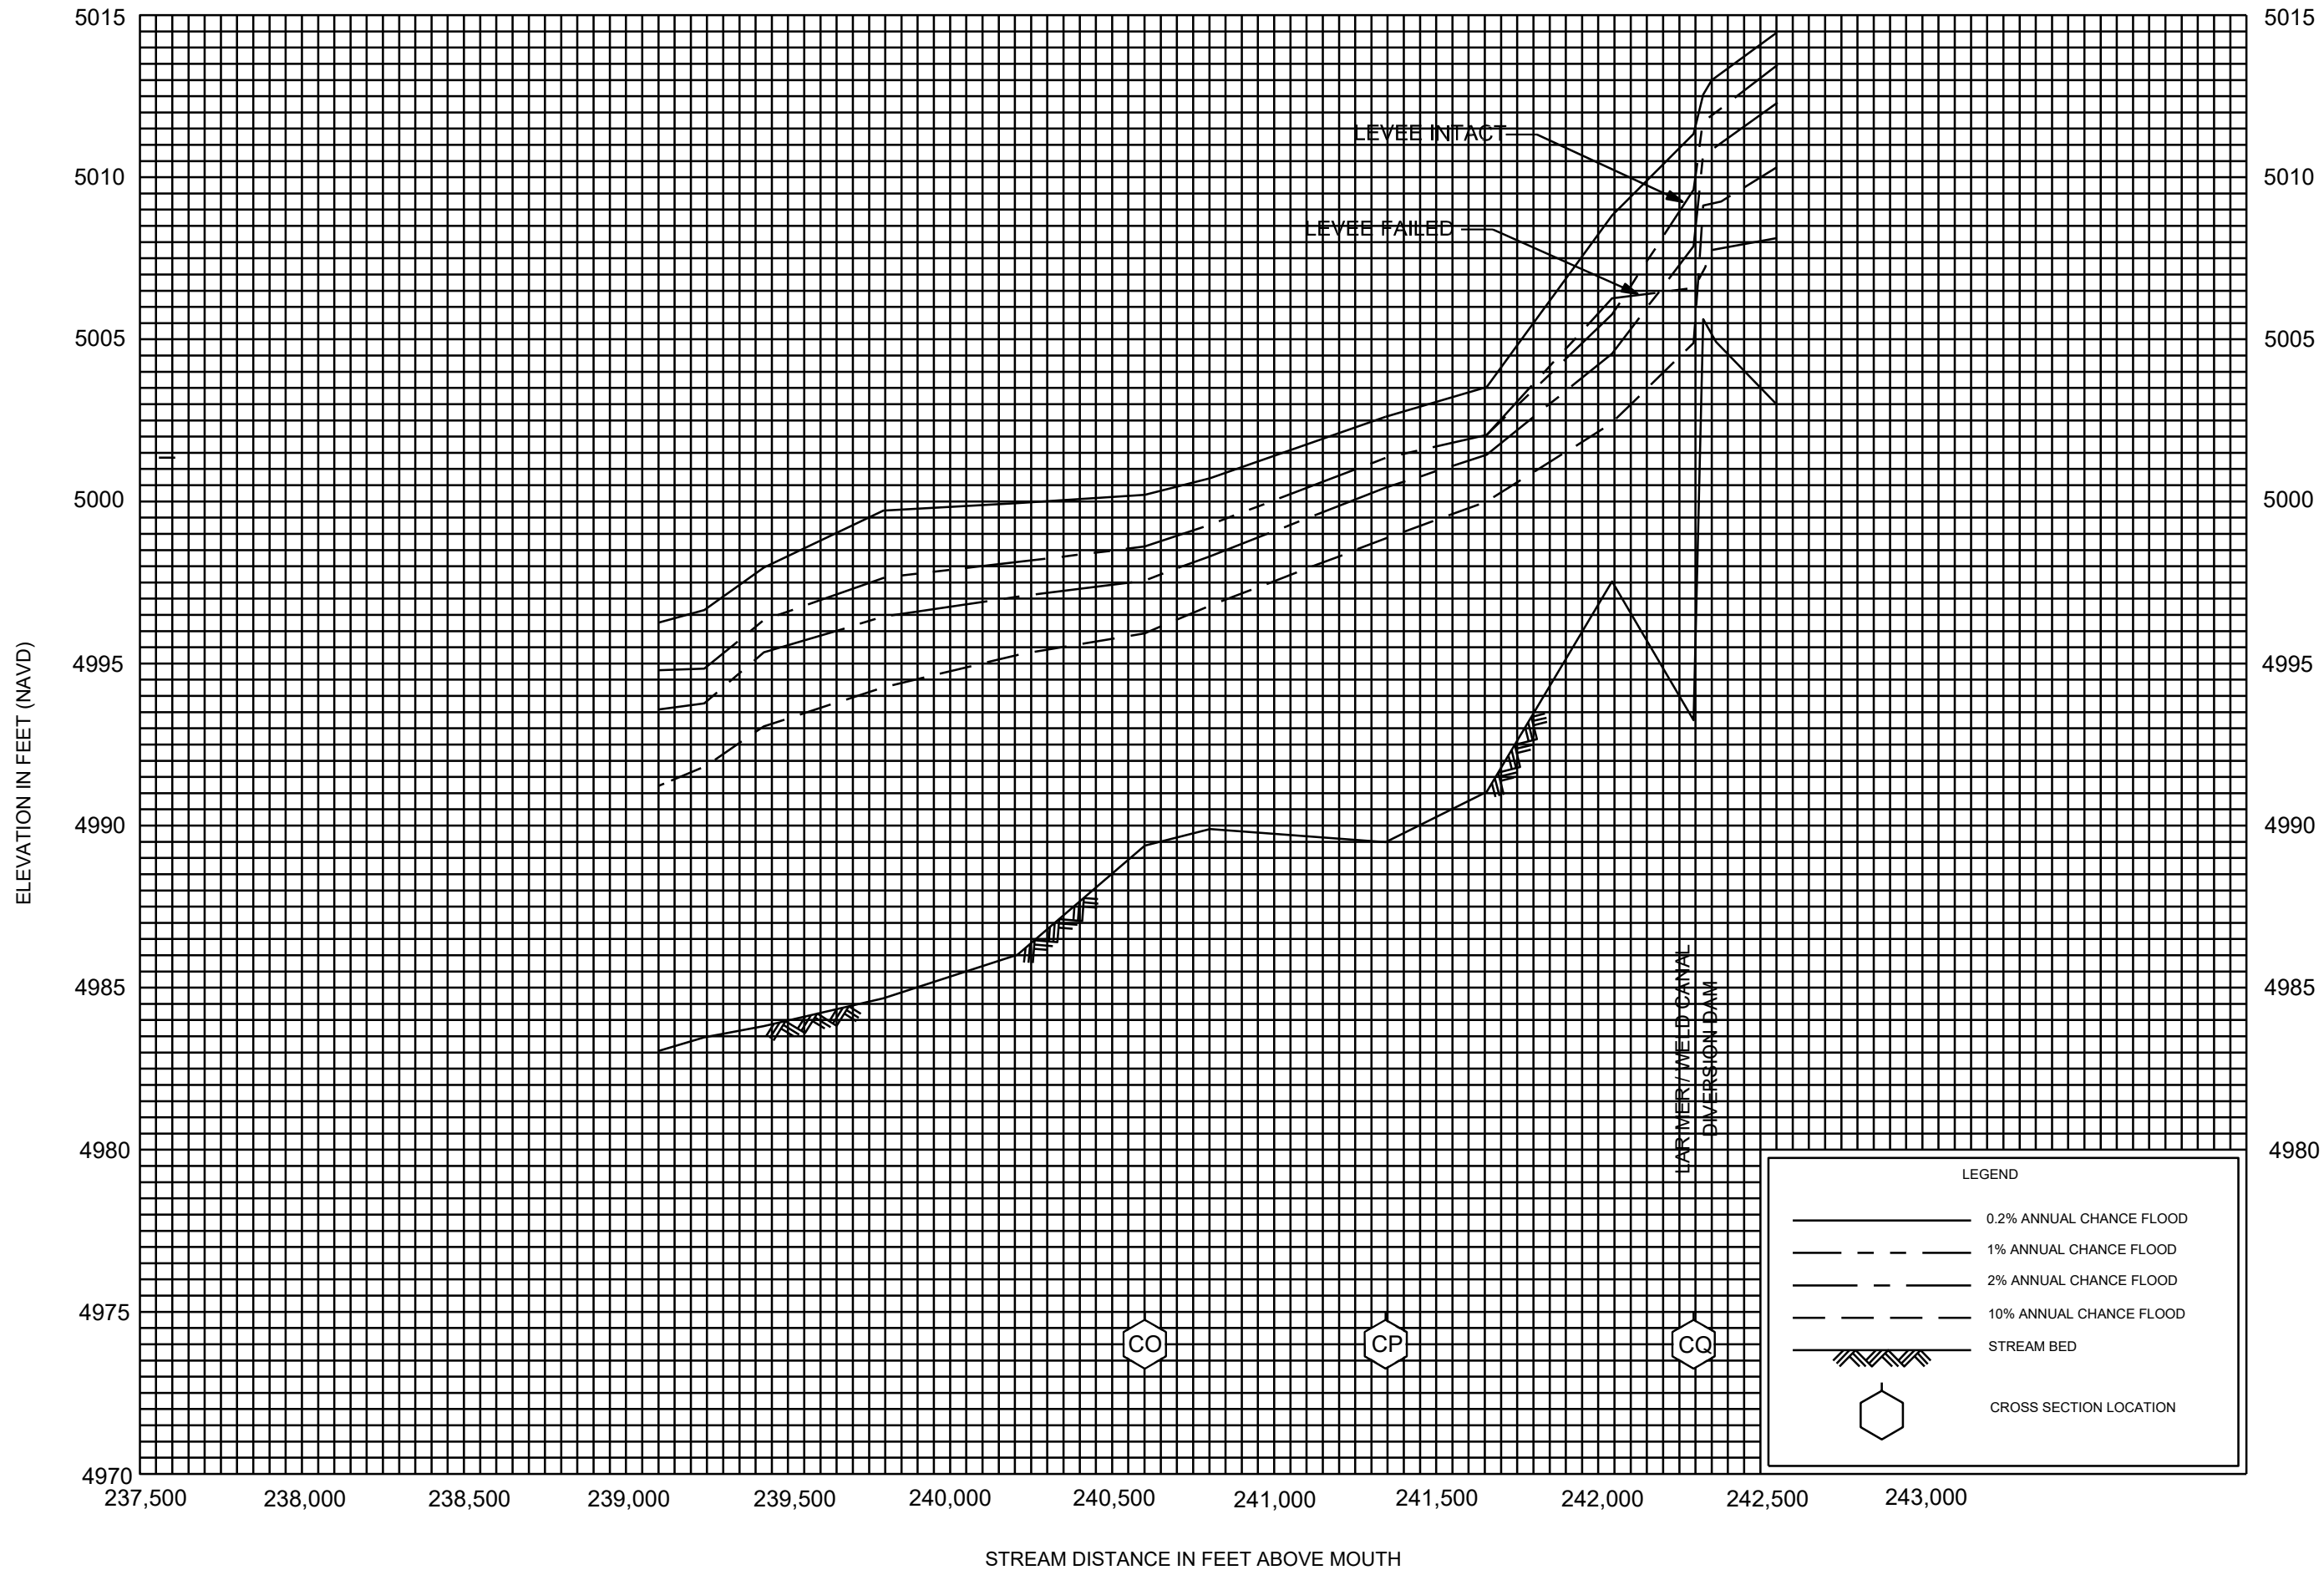 5015
5015
LEVEE INTACT
5010
5010
LEVEE FAILED
5005
5005
5000
5000
4995
4995
ELEVATION IN FEET (NAVD)
4990
4990
4985
4985
LARIMER / WELD CANAL
DIVERSION DAM
4980
4980
LEGEND
0.2% ANNUAL CHANCE FLOOD
1% ANNUAL CHANCE FLOOD
2% ANNUAL CHANCE FLOOD
10% ANNUAL CHANCE FLOOD
STREAM BED
CROSS SECTION LOCATION
4975
CO
CP
CQ
4970
237,500
238,000
238,500
239,000
239,500
240,000
240,500
241,000
241,500
242,000
242,500
243,000
STREAM DISTANCE IN FEET ABOVE MOUTH